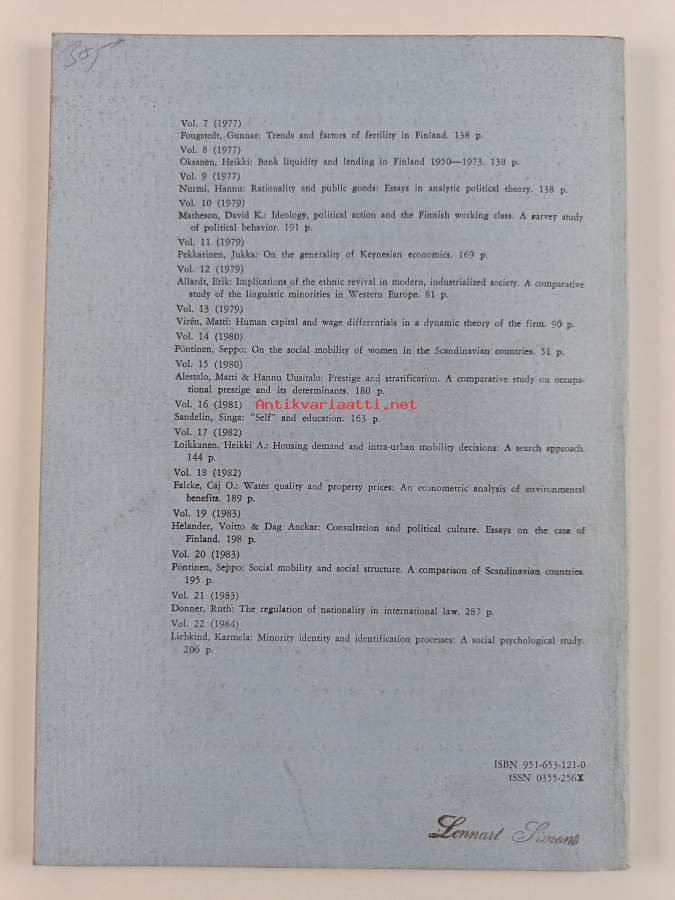 385
Vol. 7 (1977)
Fougstedt, Gunnar: Trends and factors of fertility in Finland. 138 p.
Vol. 8 (1977)
Oksanen, Heikki: Bank liquidity and lending in Finland 1950—1973. 138 p.
Vol. 9 (1977)
Nurmi, Hannu: Rationality and public goods: Essays in analytic political theory. 138 p.
Vol. 10 (1979)
Matheson, David K.: Ideology, political action and the Finnish working class. A survey study
of political behavior. 191 p.
Vol. 11 (1979)
Pekkarinen, Jukka: On the generality of Keynesian economics. 169 p.
Vol. 12 (1979)
Allardt, Erik: Implications of the ethnic revival in modern, industrialized society. A comparative
study of the linguistic minorities in Western Europe. 81 p.
Vol. 13 (1979)
Virén, Matti: Human capital and wage differentials in a dynamic theory of the firm. 90 p.
Vol. 14 (1980)
Pöntinen, Seppo: On the social mobility of women in the Scandinavian countries. 51 p.
Vol. 15 (1980)
Alestalo, Matti & Hannu Uusitalo: Prestige and stratification. A comparative study on occupa-
tional prestige and its determinants. 180 p.
Vol. 16 (1981) Antikvariaatti.net
Sandelin, Singa: "Self" and education. 163 p.
Vol. 17 (1982)
Loikkanen, Heikki A.: Housing demand and intra-urban mobility decisions: A search approach.
144 p.
Vol. 18 (1982)
Falcke, Caj O.: Water quality and property prices: An econometric analysis of environmental
benefits. 189 p.
Vol. 19 (1983)
Helander, Voitto & Dag Anckar: Consultation and political culture. Essays on the case of
Finland. 198 p.
Vol. 20 (1983)
Pöntinen, Seppo: Social mobility and social structure. A comparison of Scandinavian countries.
195 p.
Vol. 21 (1983)
Donner, Ruth: The regulation of nationality in international law. 287 p.
Vol. 22 (1984)
Liebkind, Karmela: Minority identity and identification processes: A social psychological study.
206 p.
ISBN 951-653-121-0
ISSN 0355-256X
Lennart Simons